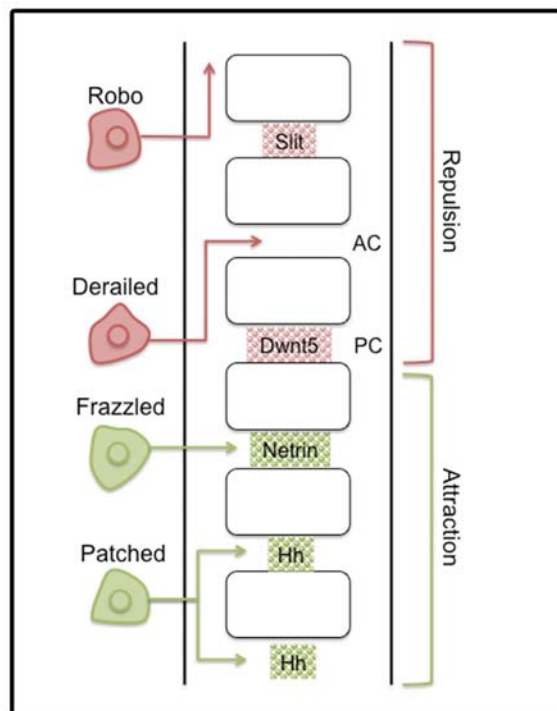 Robo
Slit
Repulsion
AC
Derailed
Dwnt5
PC
Frazzled
Netrin
Attraction
Patched
Hh
Hh